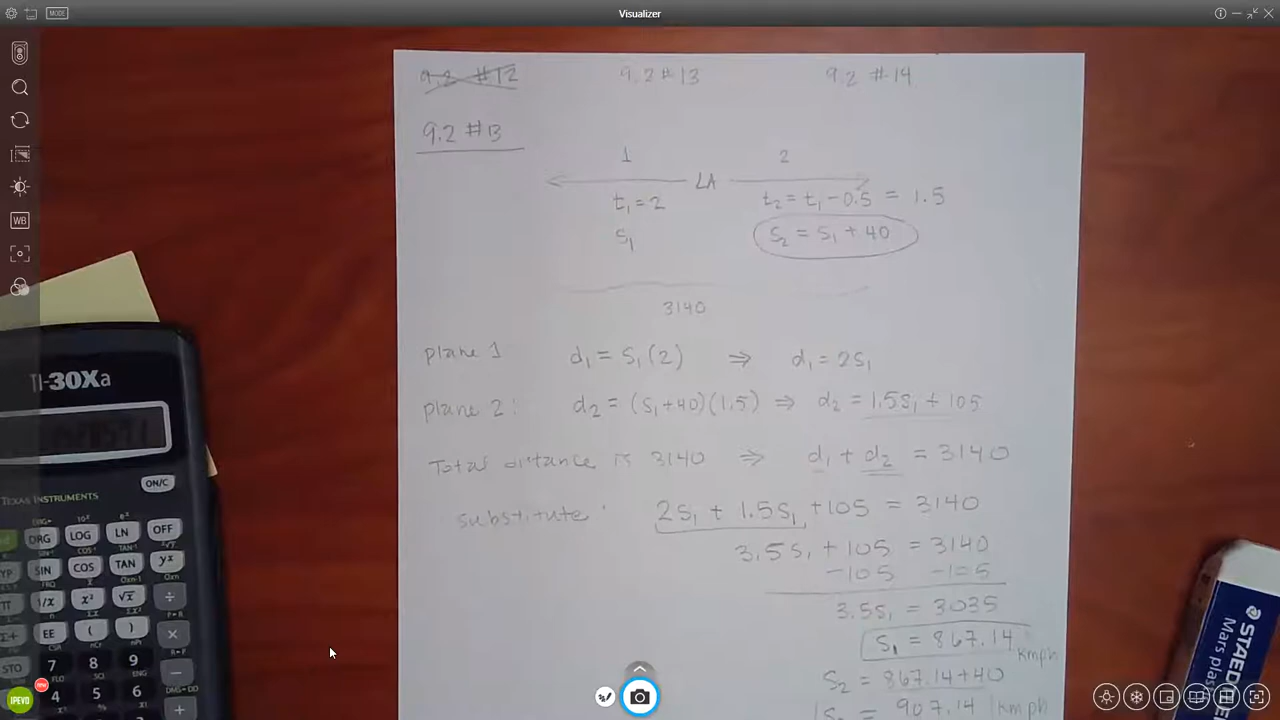 MODE
Visualizer
9.2 #12 9.2 #13 9.2 #14
9.2 #13
1 2
LA
t₁ = 2 t₂ = t₁ - 0.5 = 1.5
S₁ S₂ = S₁ + 40
3140
plane 1 d₁ = S₁(2) ⇒ d₁ = 2S₁
plane 2: d₂ = (S₁+40)(1.5) ⇒ d₂ = 1.5S₁ + 105
Total distance is 3140 ⇒ d₁ + d₂ = 3140
substitute: 2S₁ + 1.5S₁ + 105 = 3140
3.5S₁ + 105 = 3140
-105 -105
3.5S₁ = 3035
S₁ = 867.14 kmph
S₂ = 867.14+40
= 907.14 kmph
TI-30Xa
TEXAS INSTRUMENTS
ON/C
DRG LOG LN OFF
SIN COS TAN yˣ
1/x x² √x ÷
EE ( ) ×
STO 7 8 9 −
4 5 6 +
STAEDTLER
Mars plas
WB
IPEVO
new